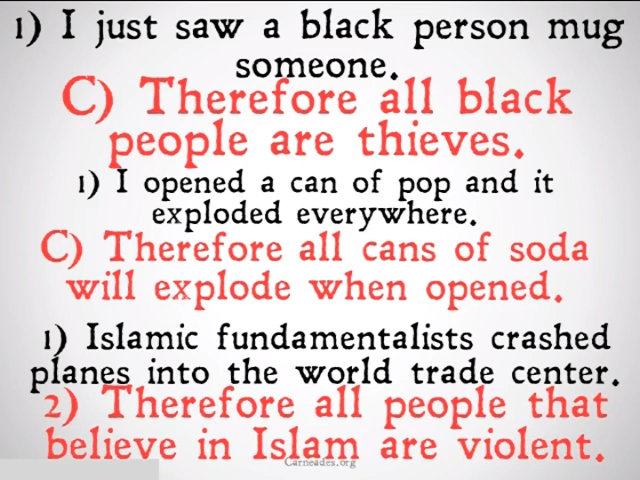 1) I just saw a black person mug
someone.
C) Therefore all black
people are thieves.
1) I opened a can of pop and it
exploded everywhere.
C) Therefore all cans of soda
will explode when opened.
1) Islamic fundamentalists crashed
planes into the world trade center.
2) Therefore all people that
believe in Islam are violent.
Carneades.org